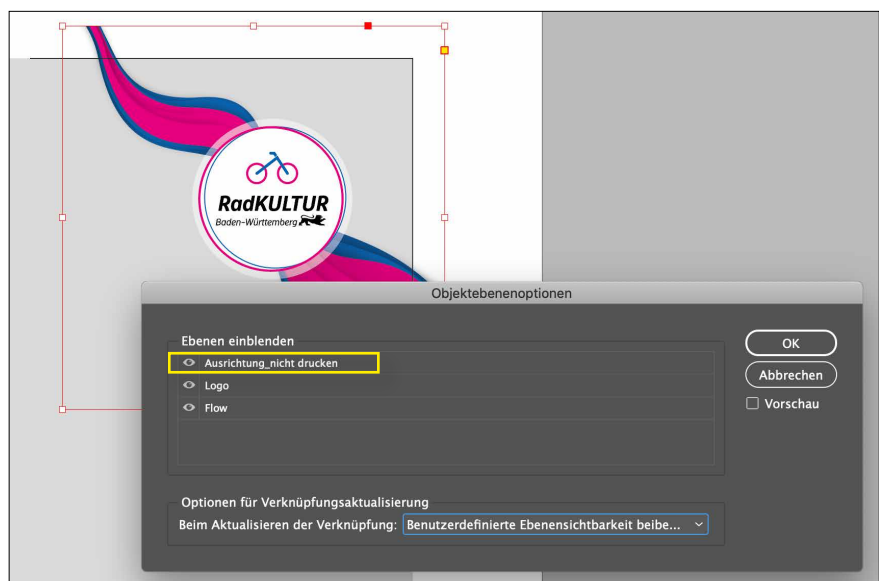 RadKULTUR
Baden-Württemberg
Objektebenenoptionen
Ebenen einblenden
Ausrichtung_nicht drucken
Logo
Flow
OK
Abbrechen
Vorschau
Optionen für Verknüpfungsaktualisierung
Beim Aktualisieren der Verknüpfung: Benutzerdefinierte Ebenensichtbarkeit beibe...